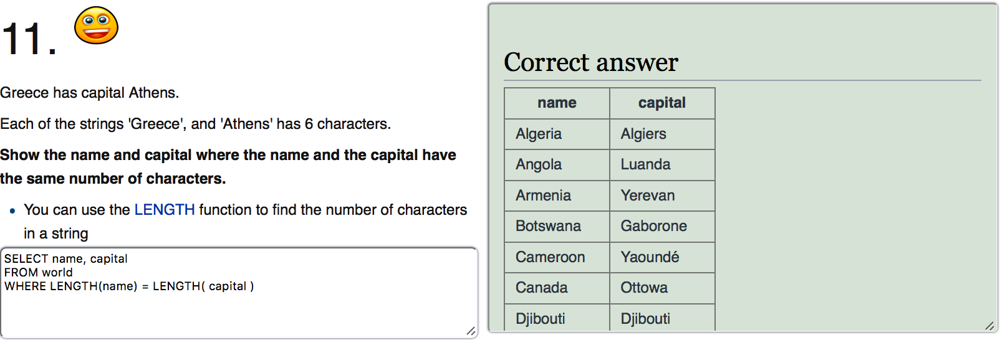 11.
Greece has capital Athens.
Each of the strings 'Greece', and 'Athens' has 6 characters.
Show the name and capital where the name and the capital have
the same number of characters.
• You can use the LENGTH function to find the number of characters
in a string
SELECT name, capital
FROM world
WHERE LENGTH(name) = LENGTH( capital )
Correct answer
name capital
Algeria Algiers
Angola Luanda
Armenia Yerevan
Botswana Gaborone
Cameroon Yaoundé
Canada Ottowa
Djibouti Djibouti